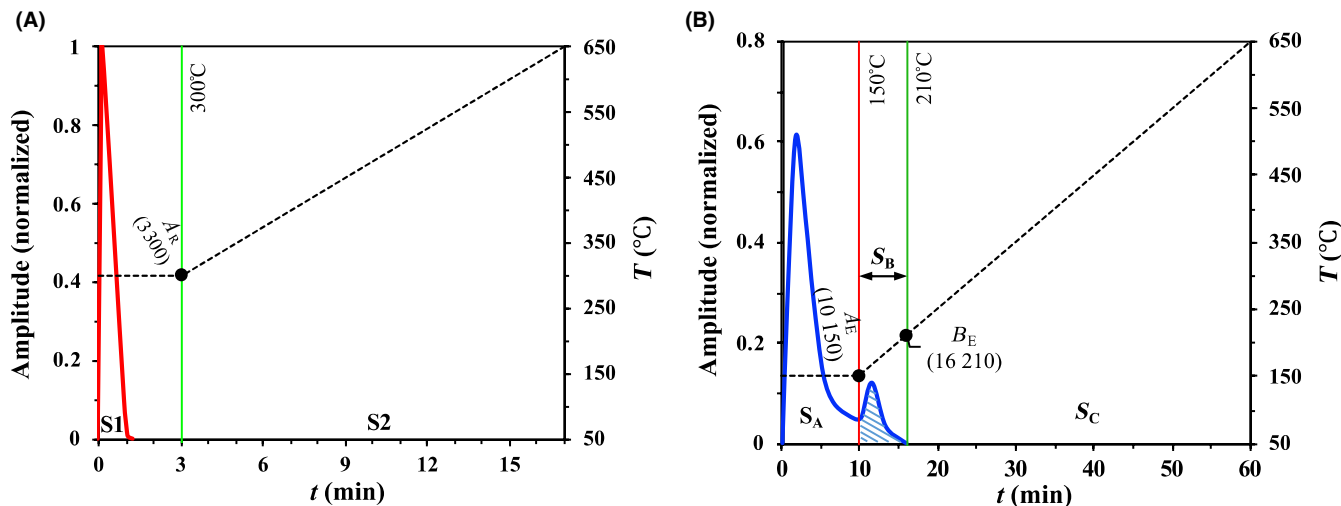 (A)
1
0.8
0.6
0.4
0.2
0
Amplitude (normalized)
300℃
A_R
(3 300)
S1
S2
650
550
450
350
250
150
50
T (℃)
0
3
6
9
12
15
t (min)
(B)
0.8
0.6
0.4
0.2
0
Amplitude (normalized)
150℃
210℃
S_B
A_E
(10 150)
B_E
(16 210)
S_A
S_C
650
550
450
350
250
150
50
T (℃)
0
10
20
30
40
50
60
t (min)